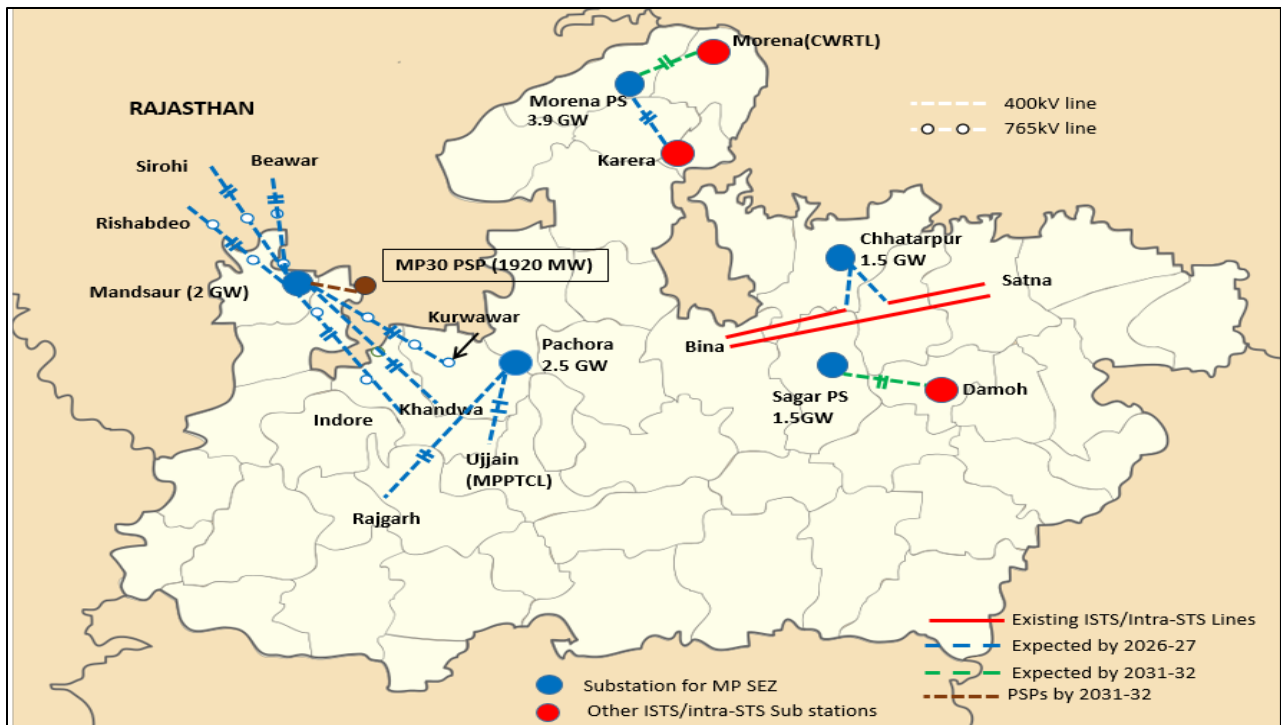 Morena(CWRTL)
RAJASTHAN
Morena PS
3.9 GW
400kV line
765kV line
Karera
Sirohi
Beawar
Rishabdeo
MP30 PSP (1920 MW)
Mandsaur (2 GW)
Chhatarpur
1.5 GW
Satna
Kurwawar
Pachora
2.5 GW
Bina
Sagar PS
1.5GW
Damoh
Indore
Khandwa
Ujjain
(MPPTCL)
Rajgarh
Existing ISTS/Intra-STS Lines
Expected by 2026-27
Expected by 2031-32
PSPs by 2031-32
Substation for MP SEZ
Other ISTS/intra-STS Sub stations